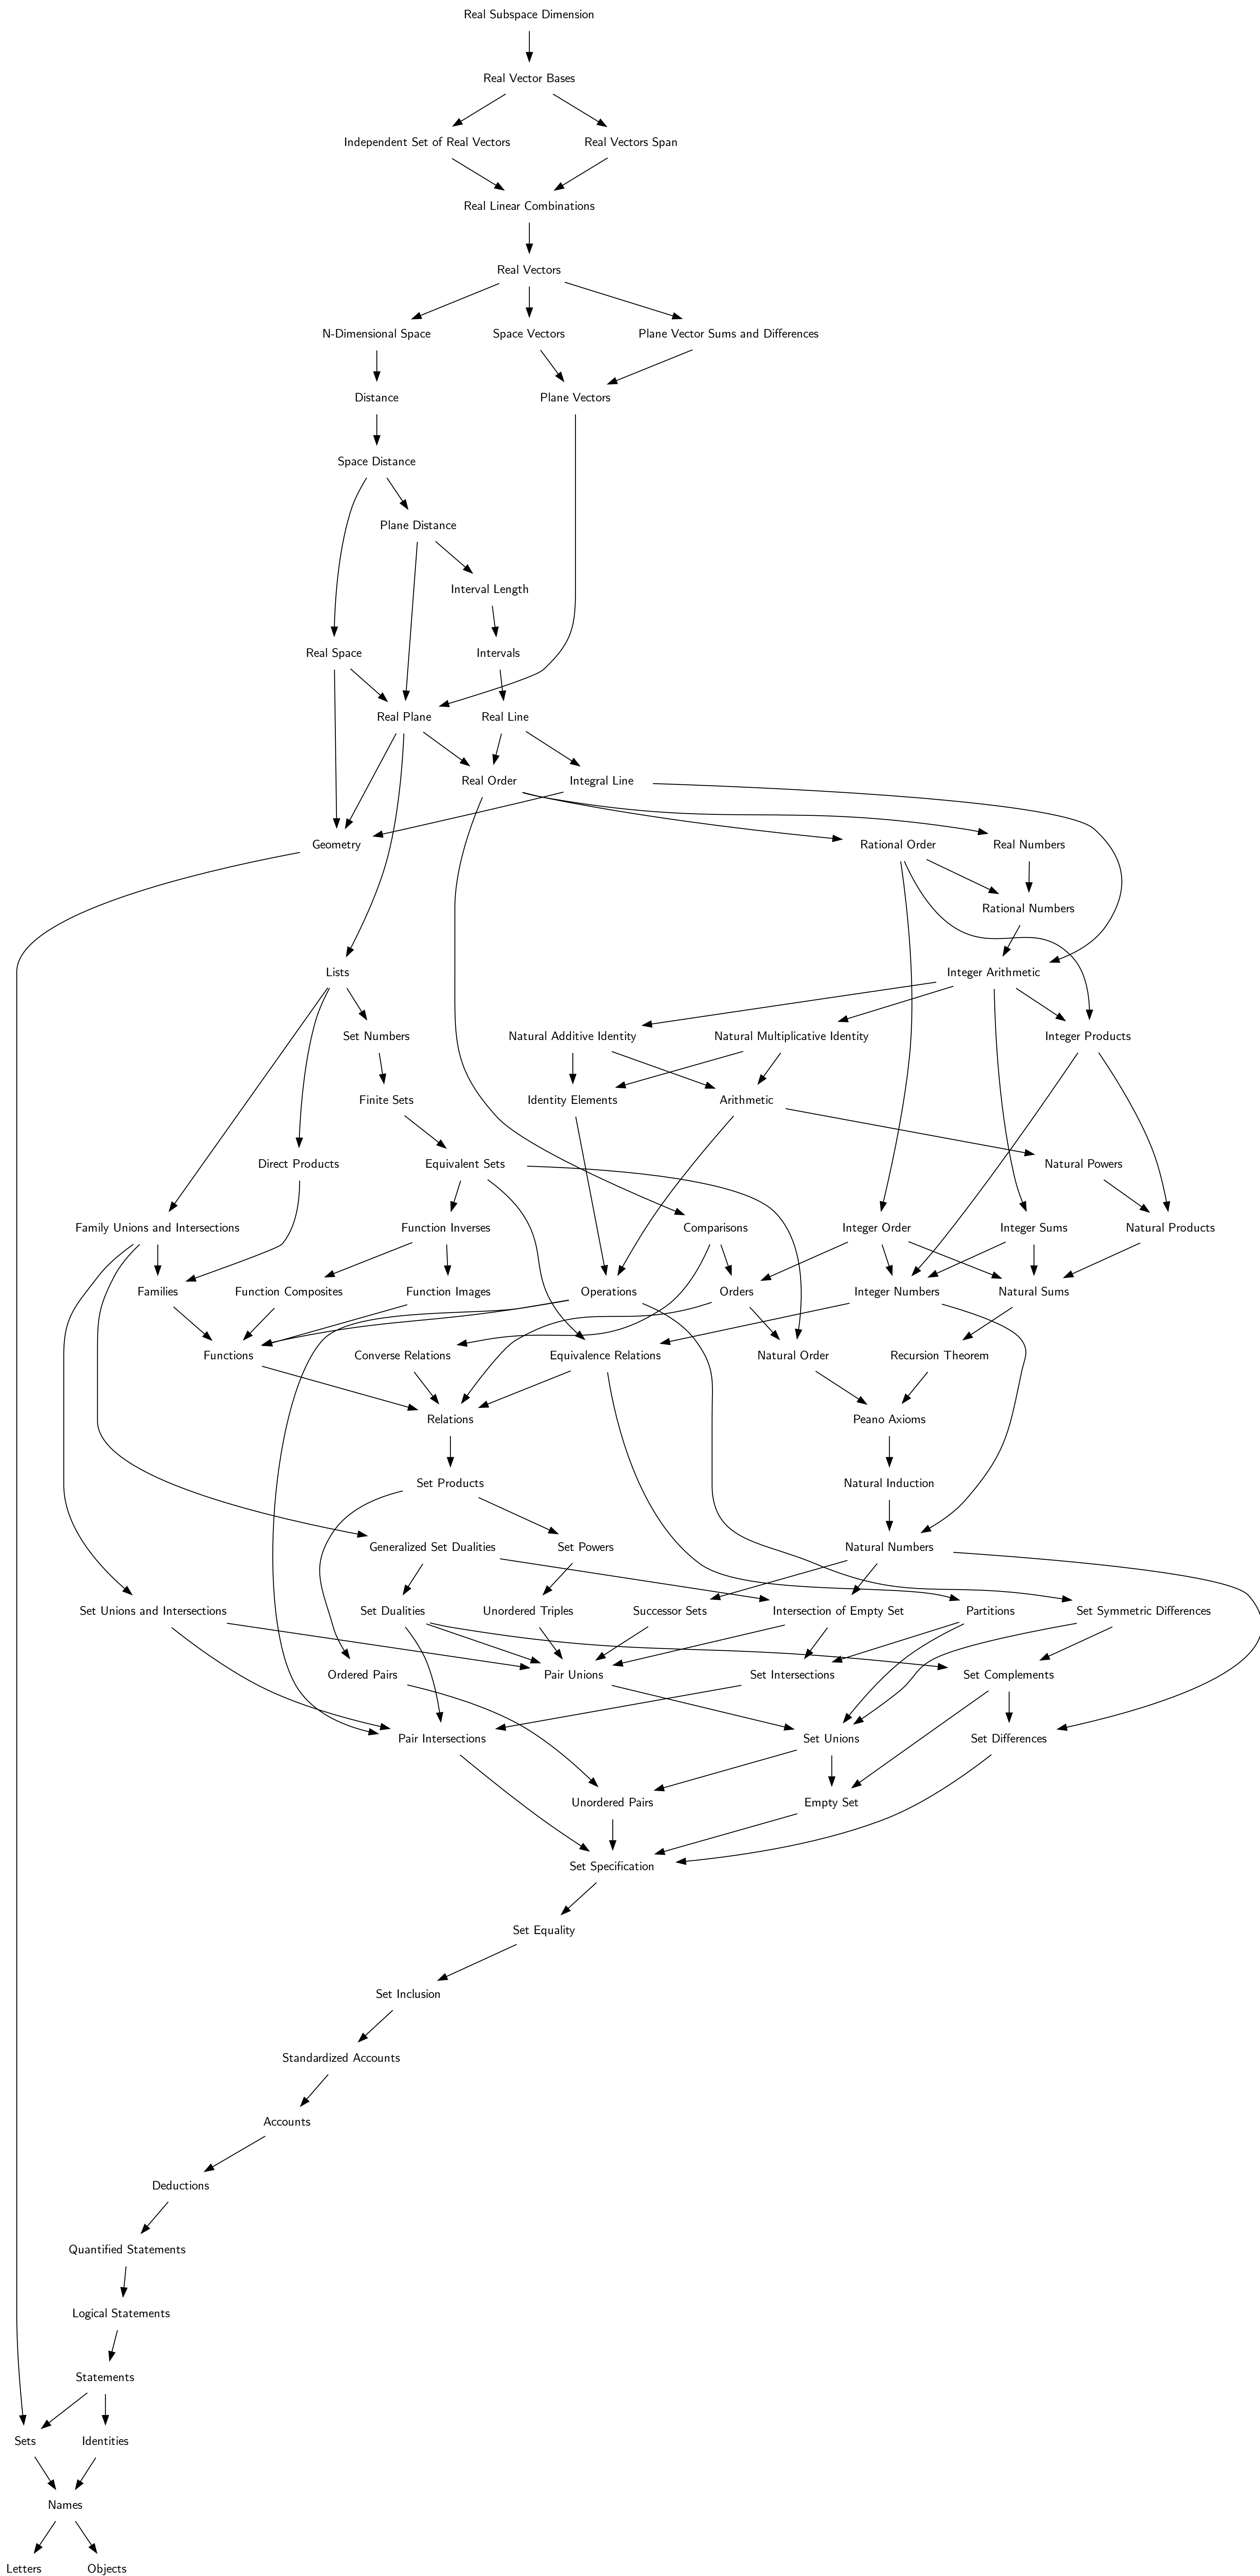 Real Subspace Dimension
Real Vector Bases
Independent Set of Real Vectors
Real Vectors Span
Real Linear Combinations
Real Vectors
N-Dimensional Space
Space Vectors
Plane Vector Sums and Differences
Distance
Plane Vectors
Space Distance
Plane Distance
Interval Length
Real Space
Intervals
Real Plane
Real Line
Real Order
Integral Line
Geometry
Rational Order
Real Numbers
Rational Numbers
Lists
Integer Arithmetic
Set Numbers
Natural Additive Identity
Natural Multiplicative Identity
Integer Products
Finite Sets
Identity Elements
Arithmetic
Direct Products
Equivalent Sets
Natural Powers
Family Unions and Intersections
Function Inverses
Comparisons
Integer Order
Integer Sums
Natural Products
Families
Function Composites
Function Images
Operations
Orders
Integer Numbers
Natural Sums
Functions
Converse Relations
Equivalence Relations
Natural Order
Recursion Theorem
Relations
Peano Axioms
Set Products
Natural Induction
Generalized Set Dualities
Set Powers
Natural Numbers
Set Unions and Intersections
Set Dualities
Unordered Triples
Successor Sets
Intersection of Empty Set
Partitions
Set Symmetric Differences
Ordered Pairs
Pair Unions
Set Intersections
Set Complements
Pair Intersections
Set Unions
Set Differences
Unordered Pairs
Empty Set
Set Specification
Set Equality
Set Inclusion
Standardized Accounts
Accounts
Deductions
Quantified Statements
Logical Statements
Statements
Sets
Identities
Names
Letters
Objects